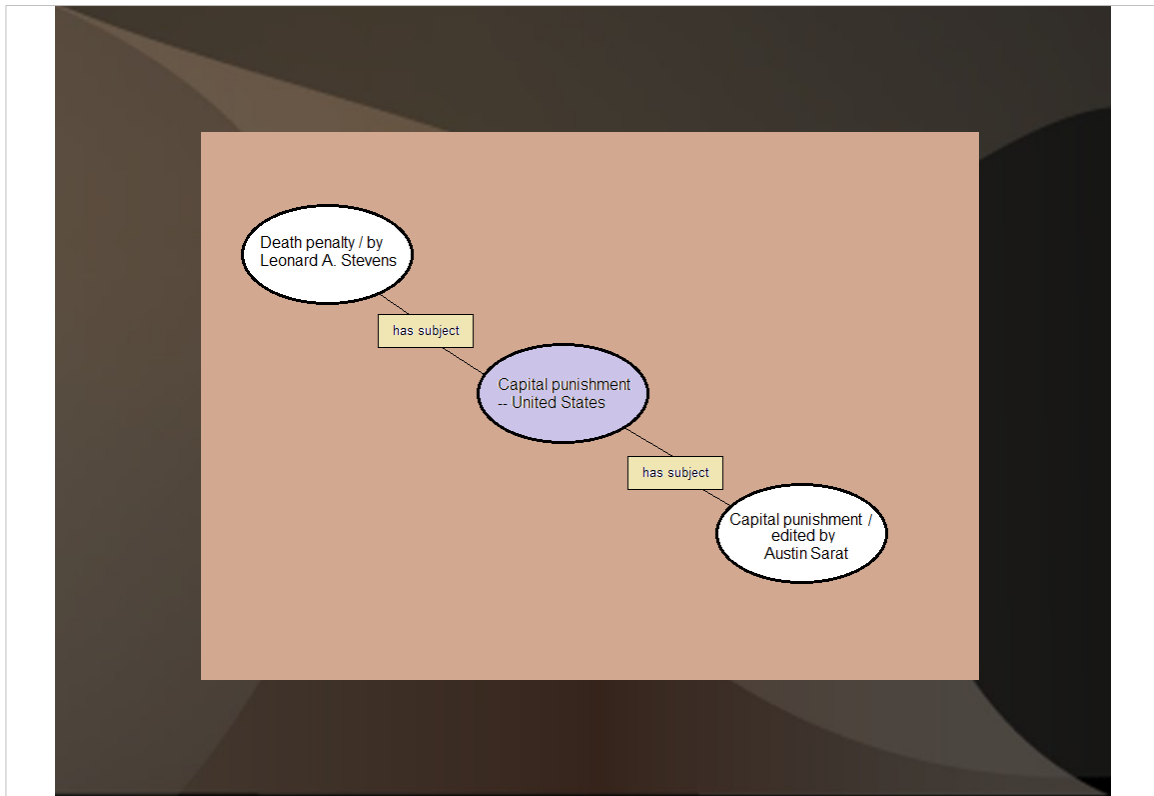 Death penalty / by
Leonard A. Stevens
has subject
Capital punishment
-- United States
has subject
Capital punishment /
edited by
Austin Sarat